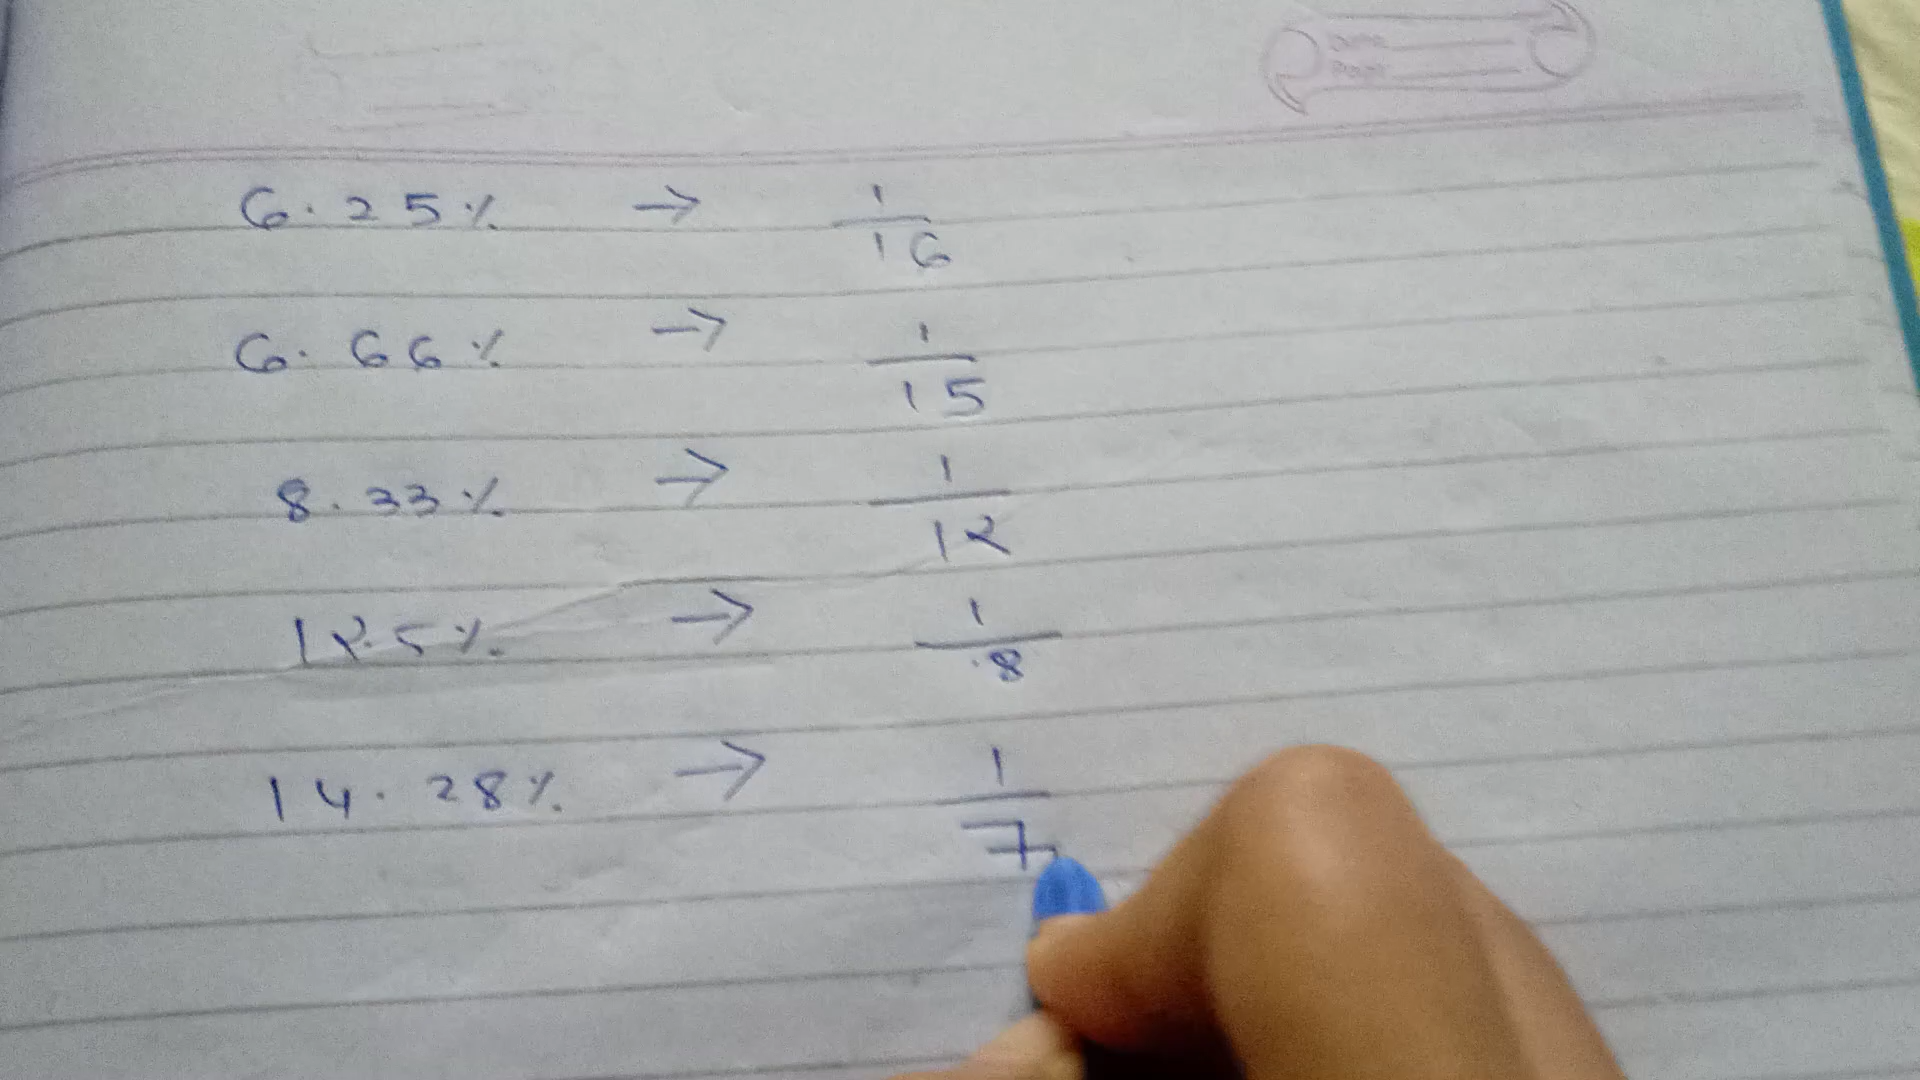 6.25% → 1/16
6.66% → 1/15
8.33% → 1/12
12.5% → 1/8
14.28% → 1/7